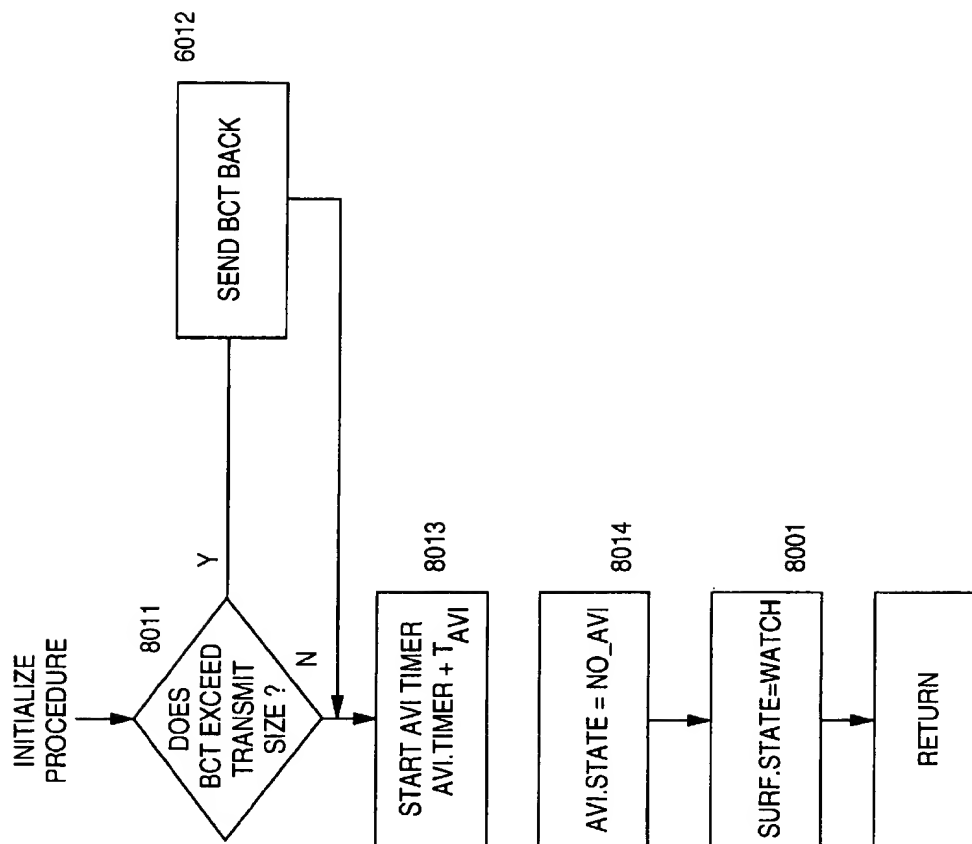 INITIALIZE
PROCEDURE
8011
DOES
BCT EXCEED
TRANSMIT
SIZE ?
Y
N
6012
SEND BCT BACK
8013
START AVI TIMER
AVI.TIMER + TAVI
8014
AVI.STATE = NO_AVI
8001
SURF.STATE=WATCH
RETURN